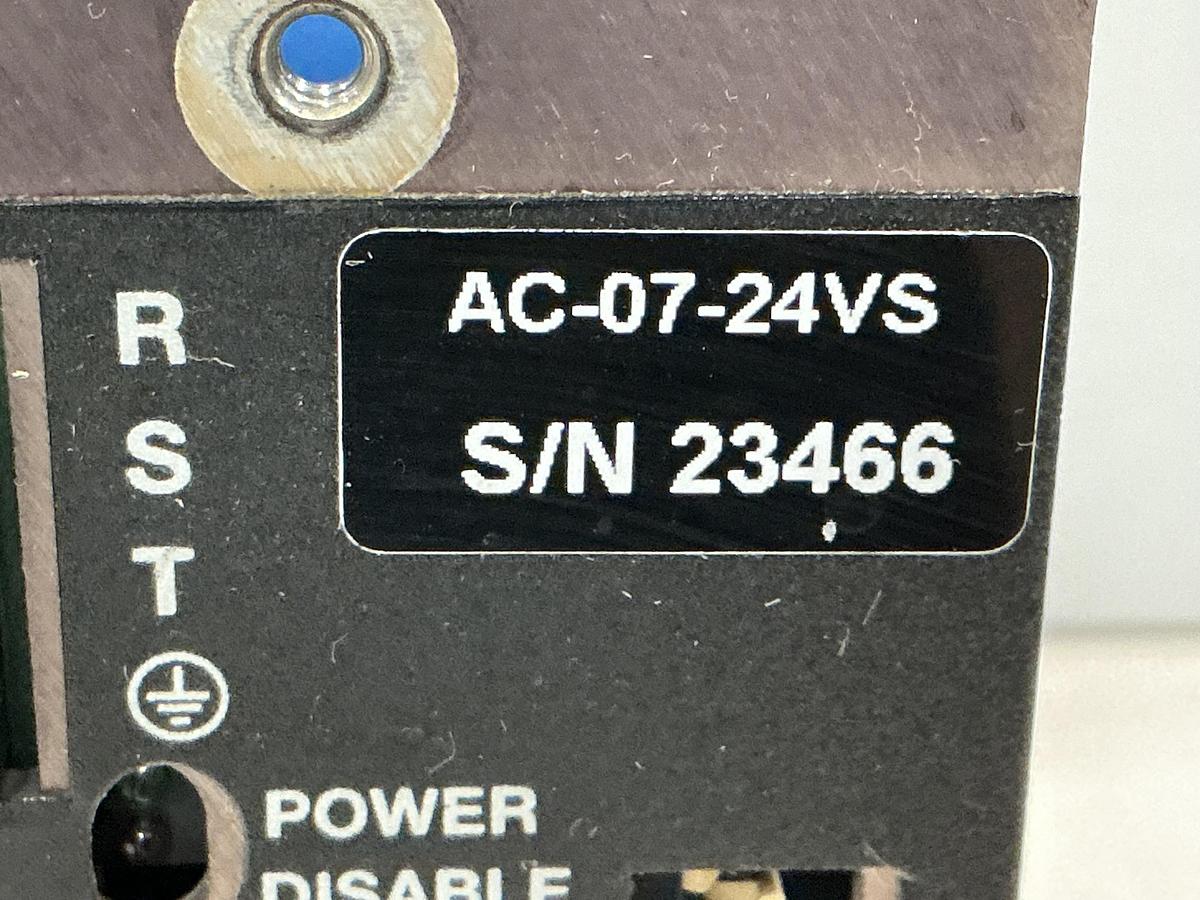 AC-07-24VS
S/N 23466
R
S
T
POWER
DISABLE